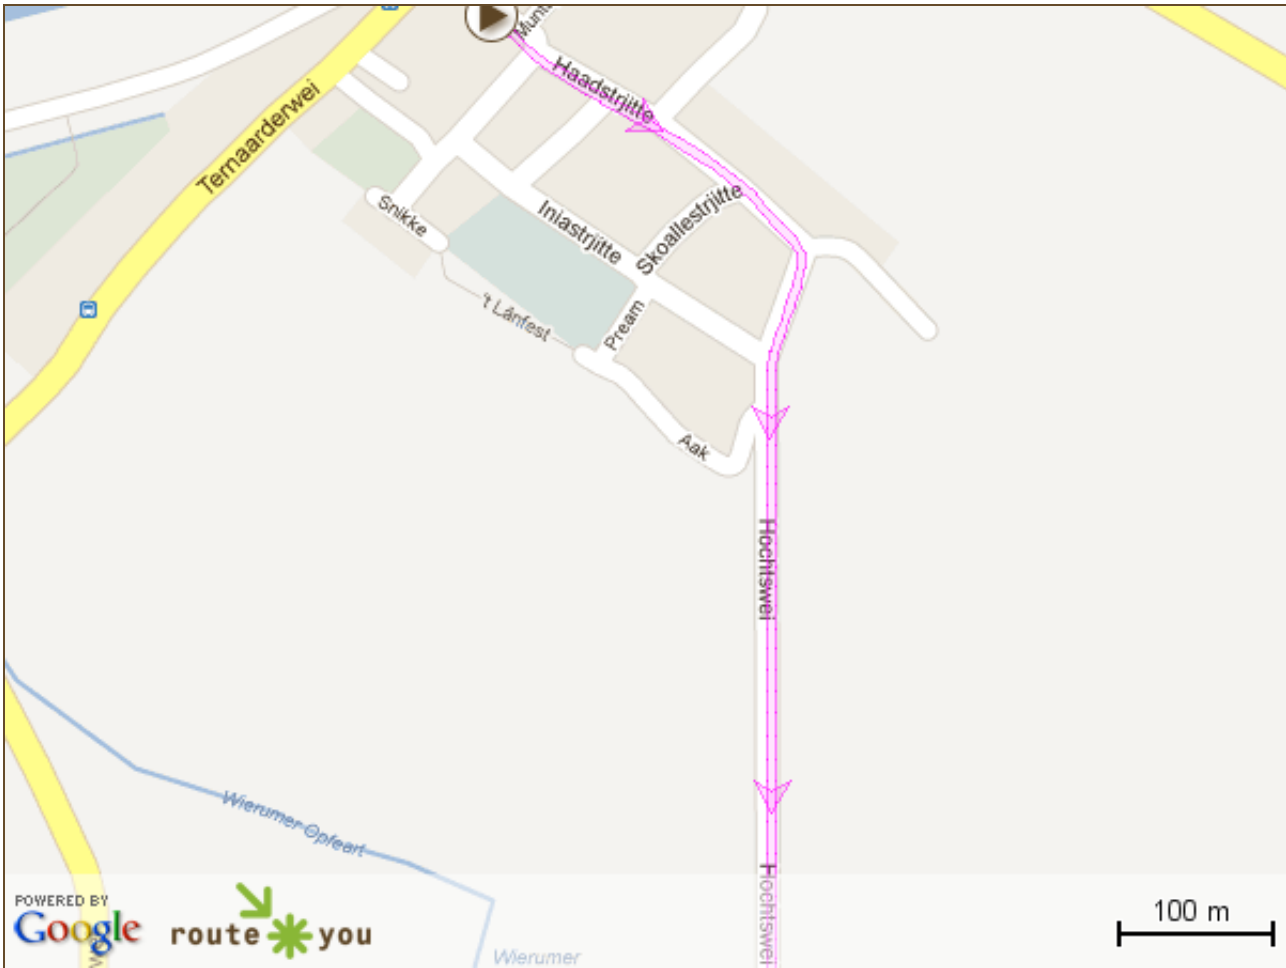 Haadstrjitte
Ternaarderwei
Skoallestrjitte
Snikke
Iniastrjitte
't Lânfest
Pream
Aak
Hochtswei
Wierumer Opfeart
Hochtswei
POWERED BY
Google
route you
100 m
Wierumer